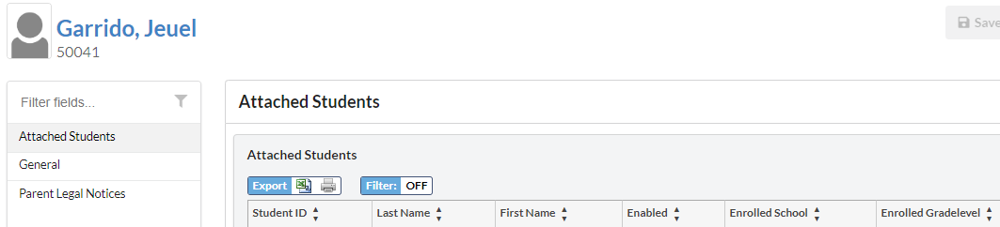 Garrido, Jeuel
50041
Save
Filter fields...
Attached Students
General
Parent Legal Notices
Attached Students
Attached Students
Export Filter: OFF
Student ID Last Name First Name Enabled Enrolled School Enrolled Gradelevel